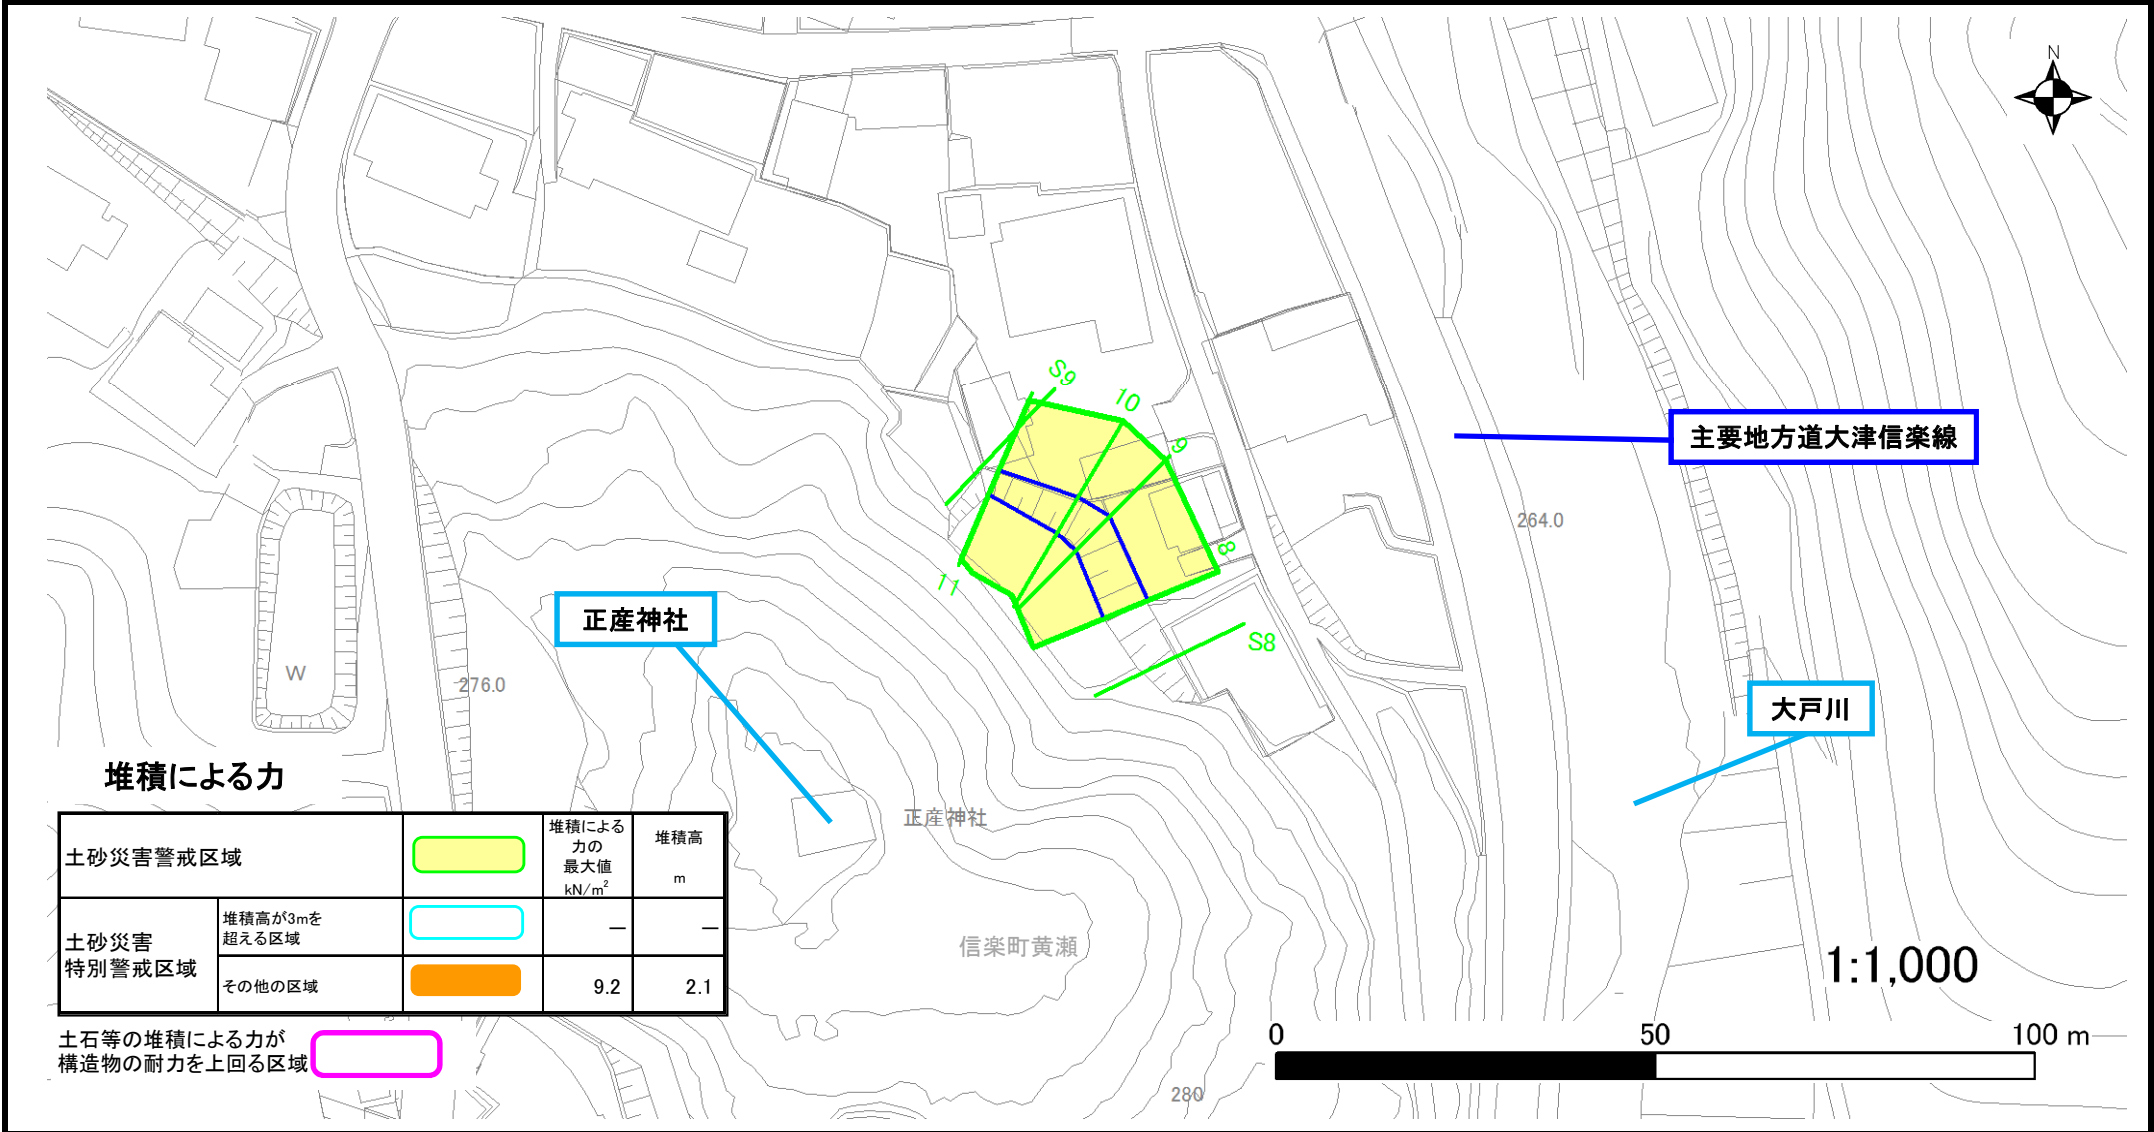 N
S9
10
9
主要地方道大津信楽線
264.0
8
11
正産神社
S8
W
276.0
大戸川
堆積による力
正産神社
土砂災害警戒区域
堆積による
力の
最大値
kN/m²
堆積高
m
土砂災害
特別警戒区域
堆積高が3mを
超える区域
—
—
その他の区域
9.2
2.1
信楽町黄瀬
1:1,000
土石等の堆積による力が
構造物の耐力を上回る区域
0
50
100 m
280